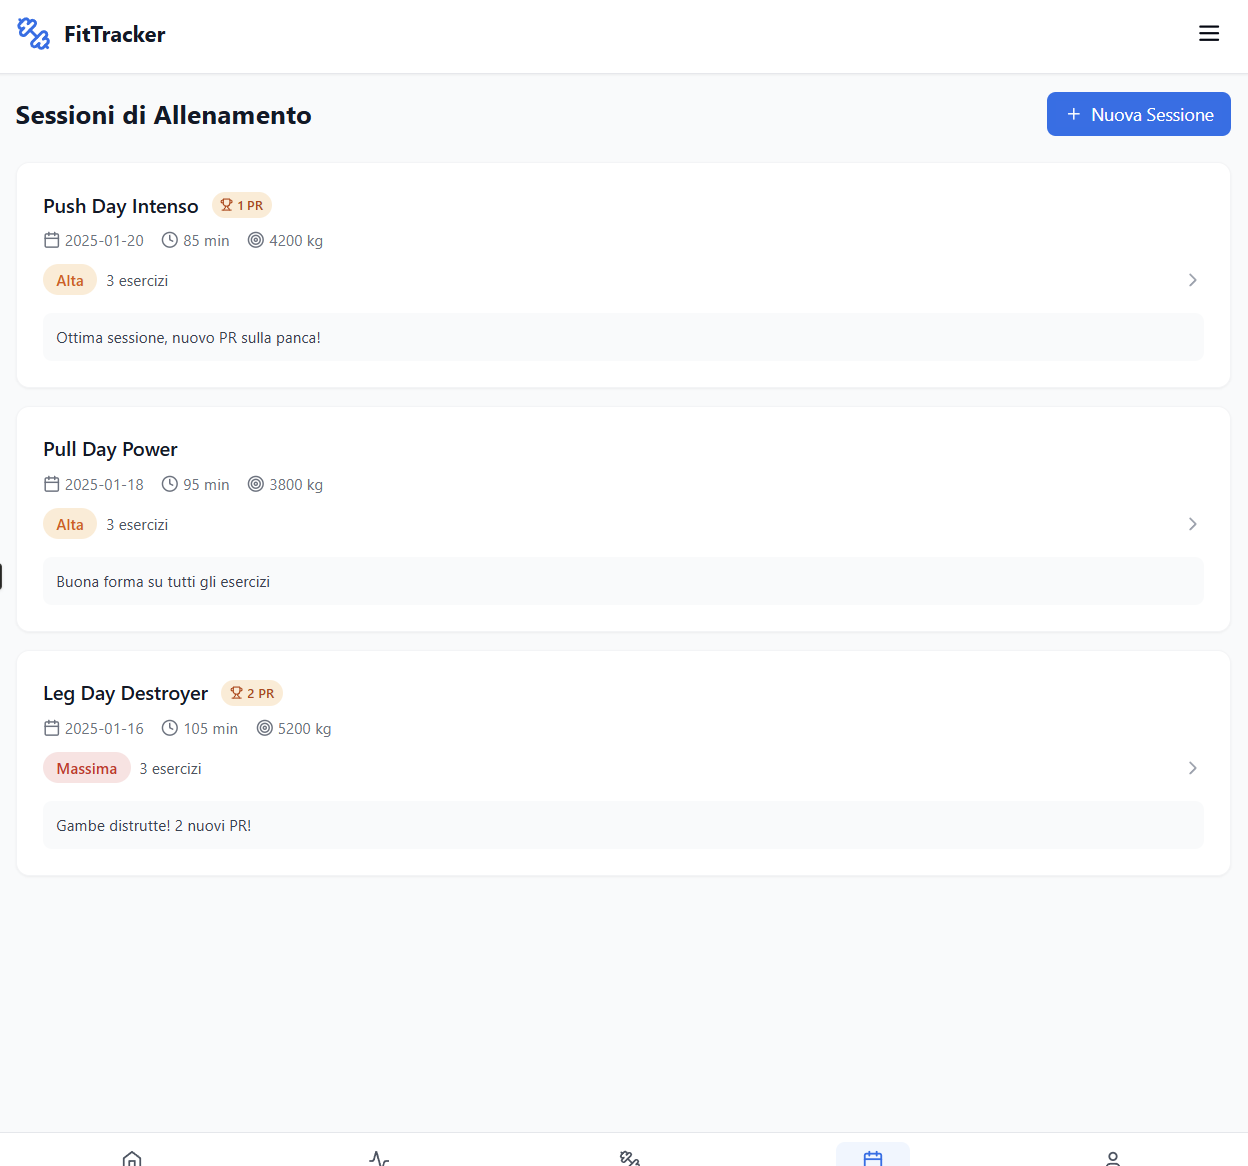 FitTracker
Sessioni di Allenamento
+ Nuova Sessione
Push Day Intenso 1 PR
2025-01-20 85 min 4200 kg
Alta 3 esercizi
Ottima sessione, nuovo PR sulla panca!
Pull Day Power
2025-01-18 95 min 3800 kg
Alta 3 esercizi
Buona forma su tutti gli esercizi
Leg Day Destroyer 2 PR
2025-01-16 105 min 5200 kg
Massima 3 esercizi
Gambe distrutte! 2 nuovi PR!